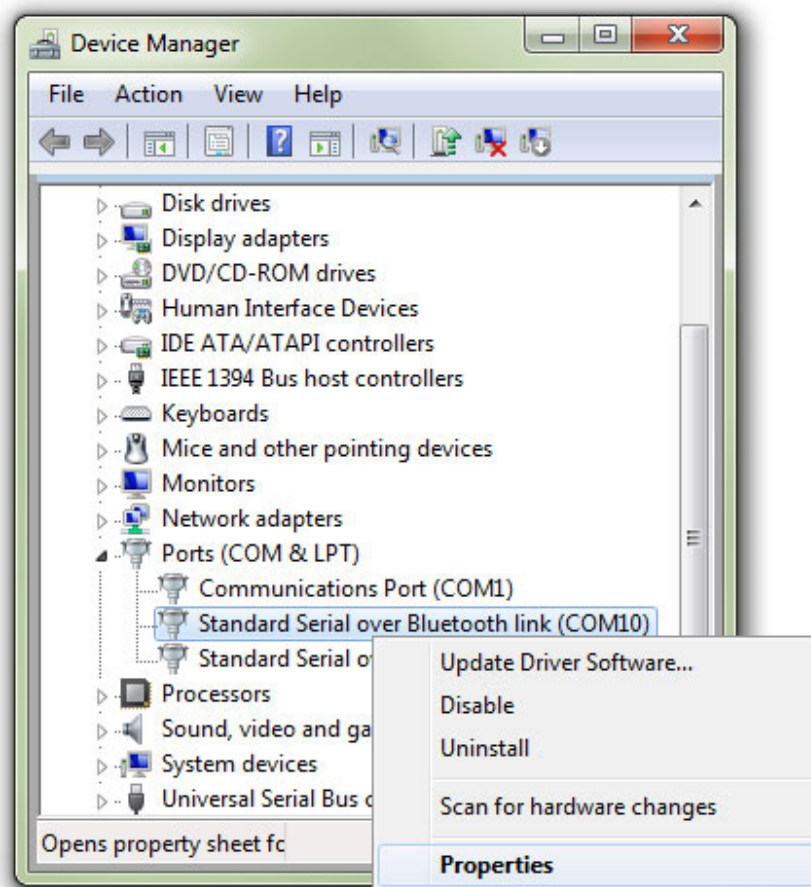 Device Manager
File Action View Help
Disk drives
Display adapters
DVD/CD-ROM drives
Human Interface Devices
IDE ATA/ATAPI controllers
IEEE 1394 Bus host controllers
Keyboards
Mice and other pointing devices
Monitors
Network adapters
Ports (COM & LPT)
Communications Port (COM1)
Standard Serial over Bluetooth link (COM10)
Standard Serial o
Update Driver Software...
Processors
Disable
Sound, video and ga
Uninstall
System devices
Universal Serial Bus
Scan for hardware changes
Opens property sheet fc
Properties